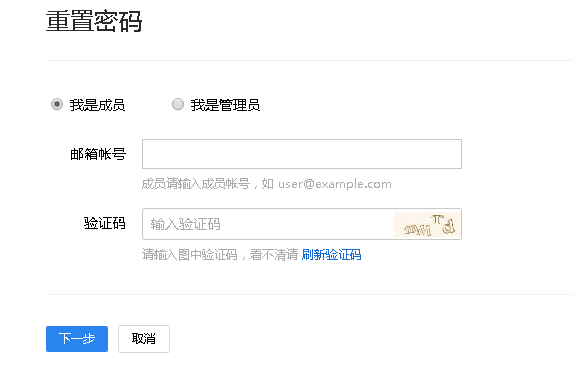 重置密码
我是成员 我是管理员
邮箱帐号
成员请输入成员帐号，如 user@example.com
验证码 输入验证码
请输入图中验证码，看不清请 刷新验证码
下一步 取消